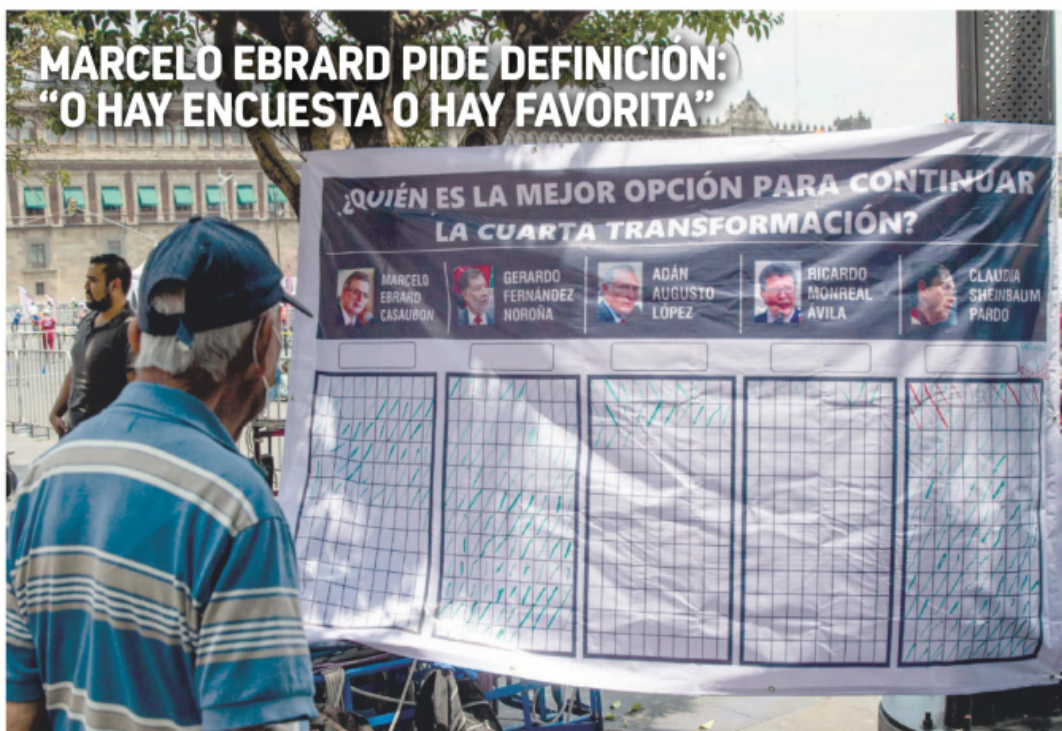 MARCELO EBRARD PIDE DEFINICIÓN:
“O HAY ENCUESTA O HAY FAVORITA”
¿QUIÉN ES LA MEJOR OPCIÓN PARA CONTINUAR
LA CUARTA TRANSFORMACIÓN?
MARCELO
EBRARD
CASAUBON
GERARDO
FERNÁNDEZ
NOROÑA
ADÁN
AUGUSTO
LÓPEZ
RICARDO
MONREAL
ÁVILA
CLAUDIA
SHEINBAUM
PARDO